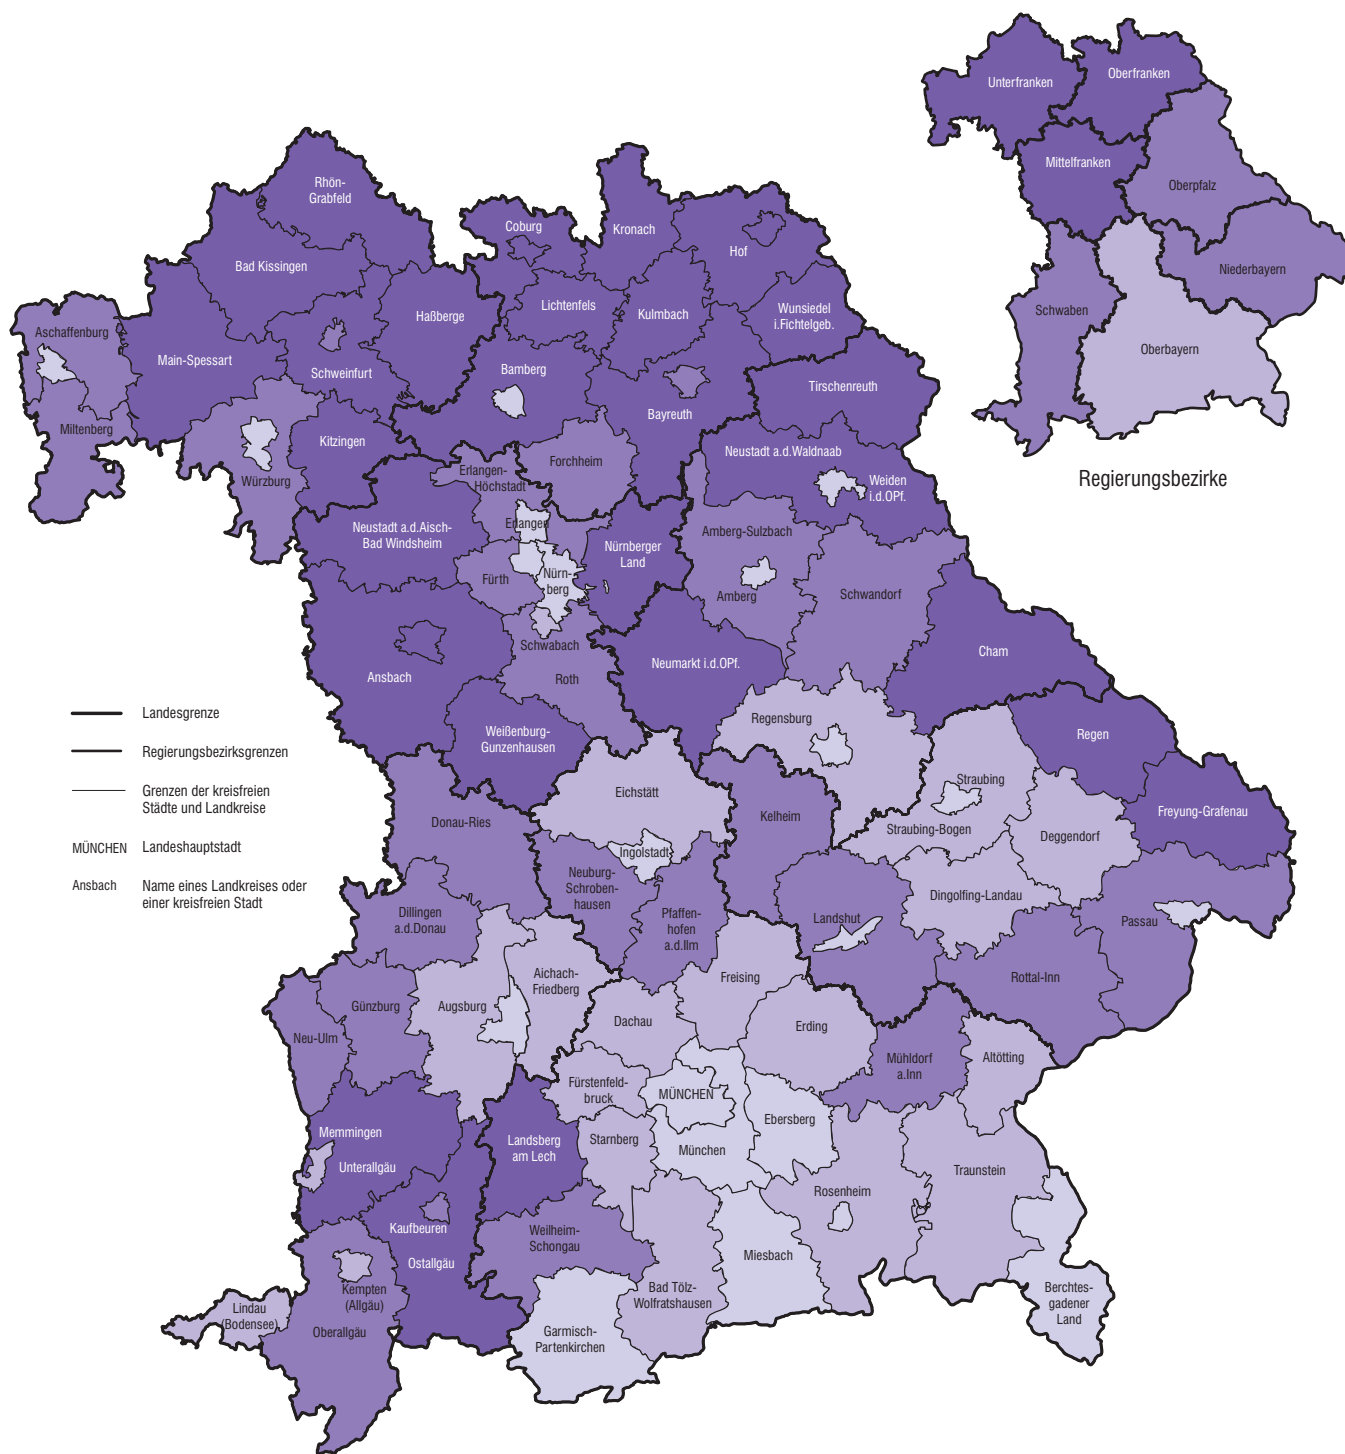 Unterfranken
Oberfranken
Mittelfranken
Oberpfalz
Niederbayern
Schwaben
Oberbayern
Regierungsbezirke
Rhön-
Grabfeld
Coburg
Kronach
Hof
Bad Kissingen
Lichtenfels
Kulmbach
Wunsiedel
i.Fichtelgeb.
Haßberge
Aschaffenburg
Main-Spessart
Schweinfurt
Bamberg
Tirschenreuth
Miltenberg
Kitzingen
Bayreuth
Würzburg
Forchheim
Erlangen-
Höchstadt
Neustadt a.d.Waldnaab
Weiden
i.d.OPf.
Neustadt a.d.Aisch-
Bad Windsheim
Erlangen
Fürth
Nürn-
berg
Nürnberger
Land
Amberg-Sulzbach
Amberg
Schwandorf
Schwabach
Roth
Ansbach
Neumarkt i.d.OPf.
Cham
Weißenburg-
Gunzenhausen
Regensburg
Regen
Landesgrenze
Regierungsbezirksgrenzen
Grenzen der kreisfreien
Städte und Landkreise
MÜNCHEN
Landeshauptstadt
Ansbach
Name eines Landkreises oder
einer kreisfreien Stadt
Eichstätt
Straubing
Freyung-Grafenau
Donau-Ries
Kelheim
Straubing-Bogen
Deggendorf
Ingolstadt
Neuburg-
Schroben-
hausen
Dingolfing-Landau
Dillingen
a.d.Donau
Pfaffen-
hofen
a.d.Ilm
Landshut
Passau
Aichach-
Friedberg
Freising
Rottal-Inn
Günzburg
Augsburg
Dachau
Erding
Neu-Ulm
Mühldorf
a.Inn
Altötting
Fürstenfeld-
bruck
MÜNCHEN
Ebersberg
Memmingen
Unterallgäu
Landsberg
am Lech
Starnberg
München
Traunstein
Rosenheim
Kaufbeuren
Ostallgäu
Weilheim-
Schongau
Miesbach
Kempten
(Allgäu)
Bad Tölz-
Wolfratshausen
Berchtes-
gadener
Land
Lindau
(Bodensee)
Oberallgäu
Garmisch-
Partenkirchen